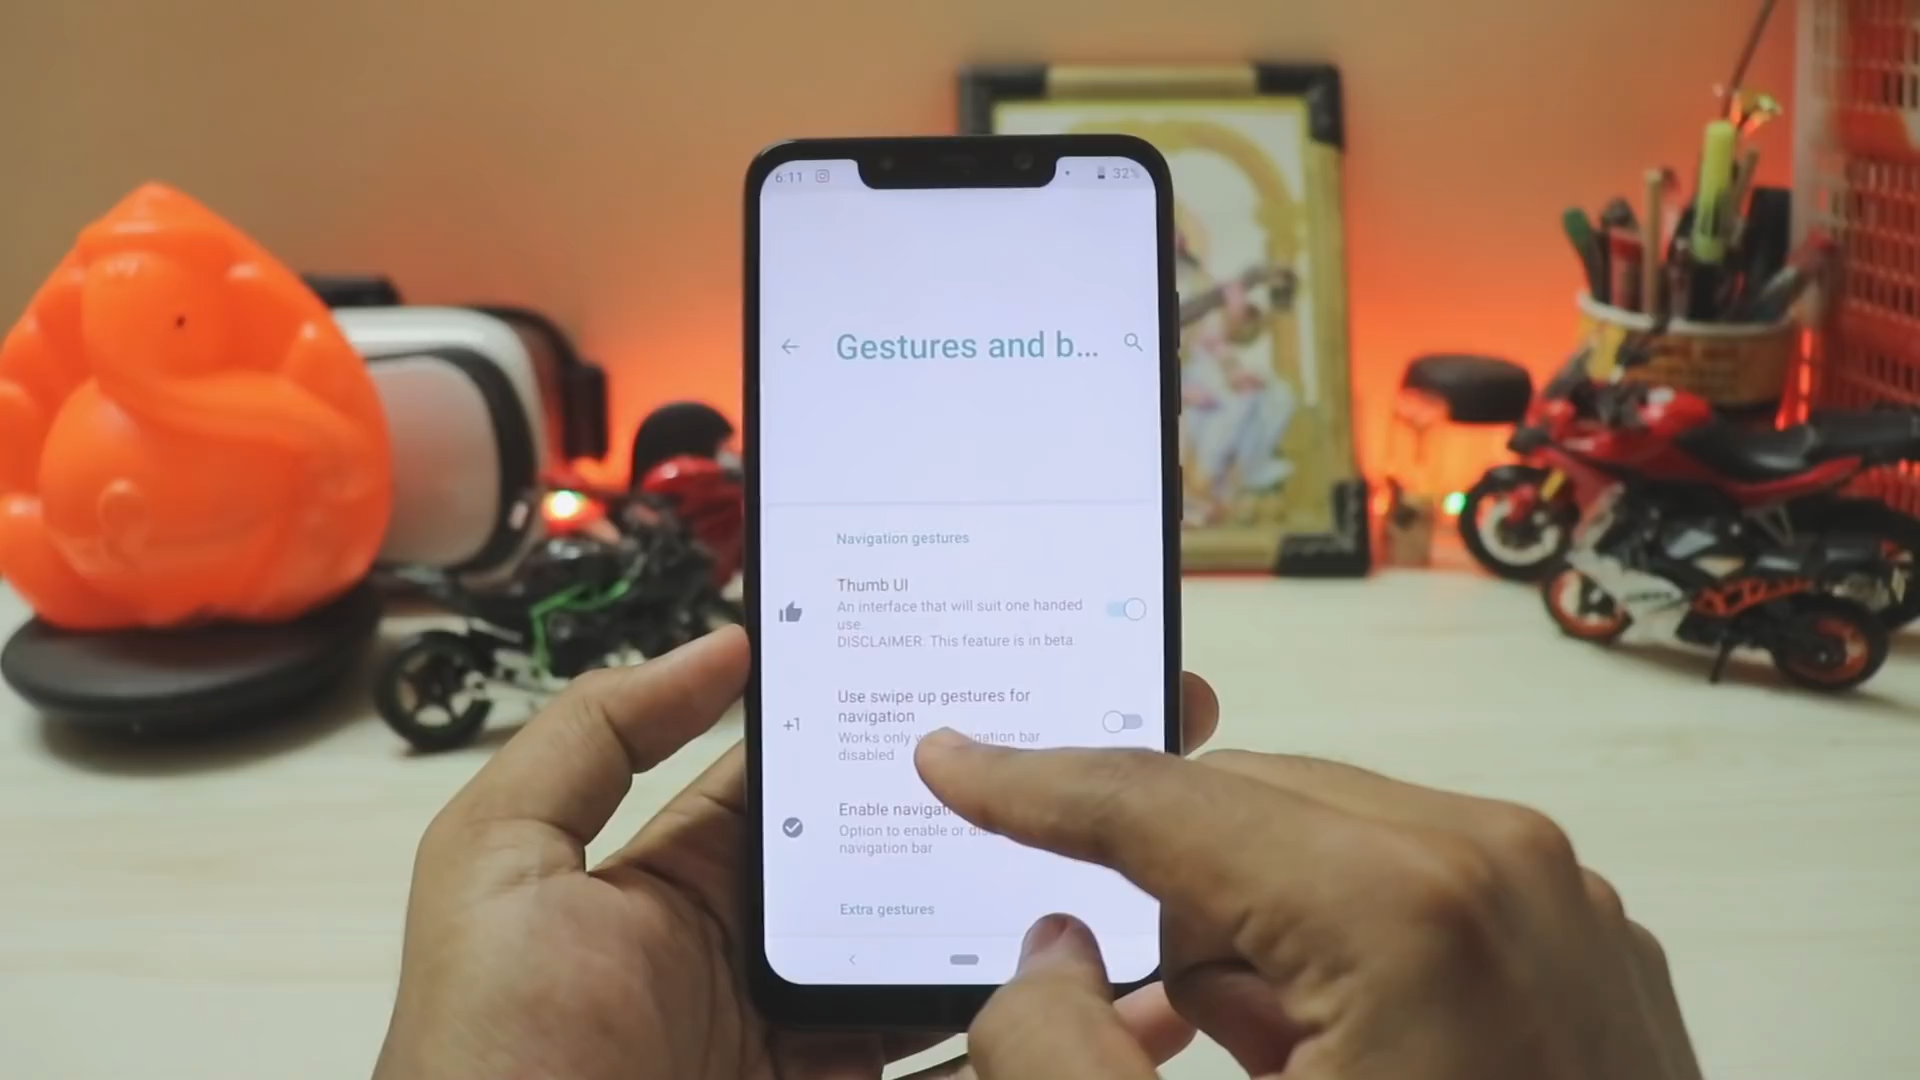 6:11
32%
Gestures and b...
Navigation gestures
Thumb UI
An interface that will suit one handed
use.
DISCLAIMER: This feature is in beta.
Use swipe up gestures for
+1
navigation
Works only
bar
disabled
Enable
Option to enable or
navigation bar
Extra gestures